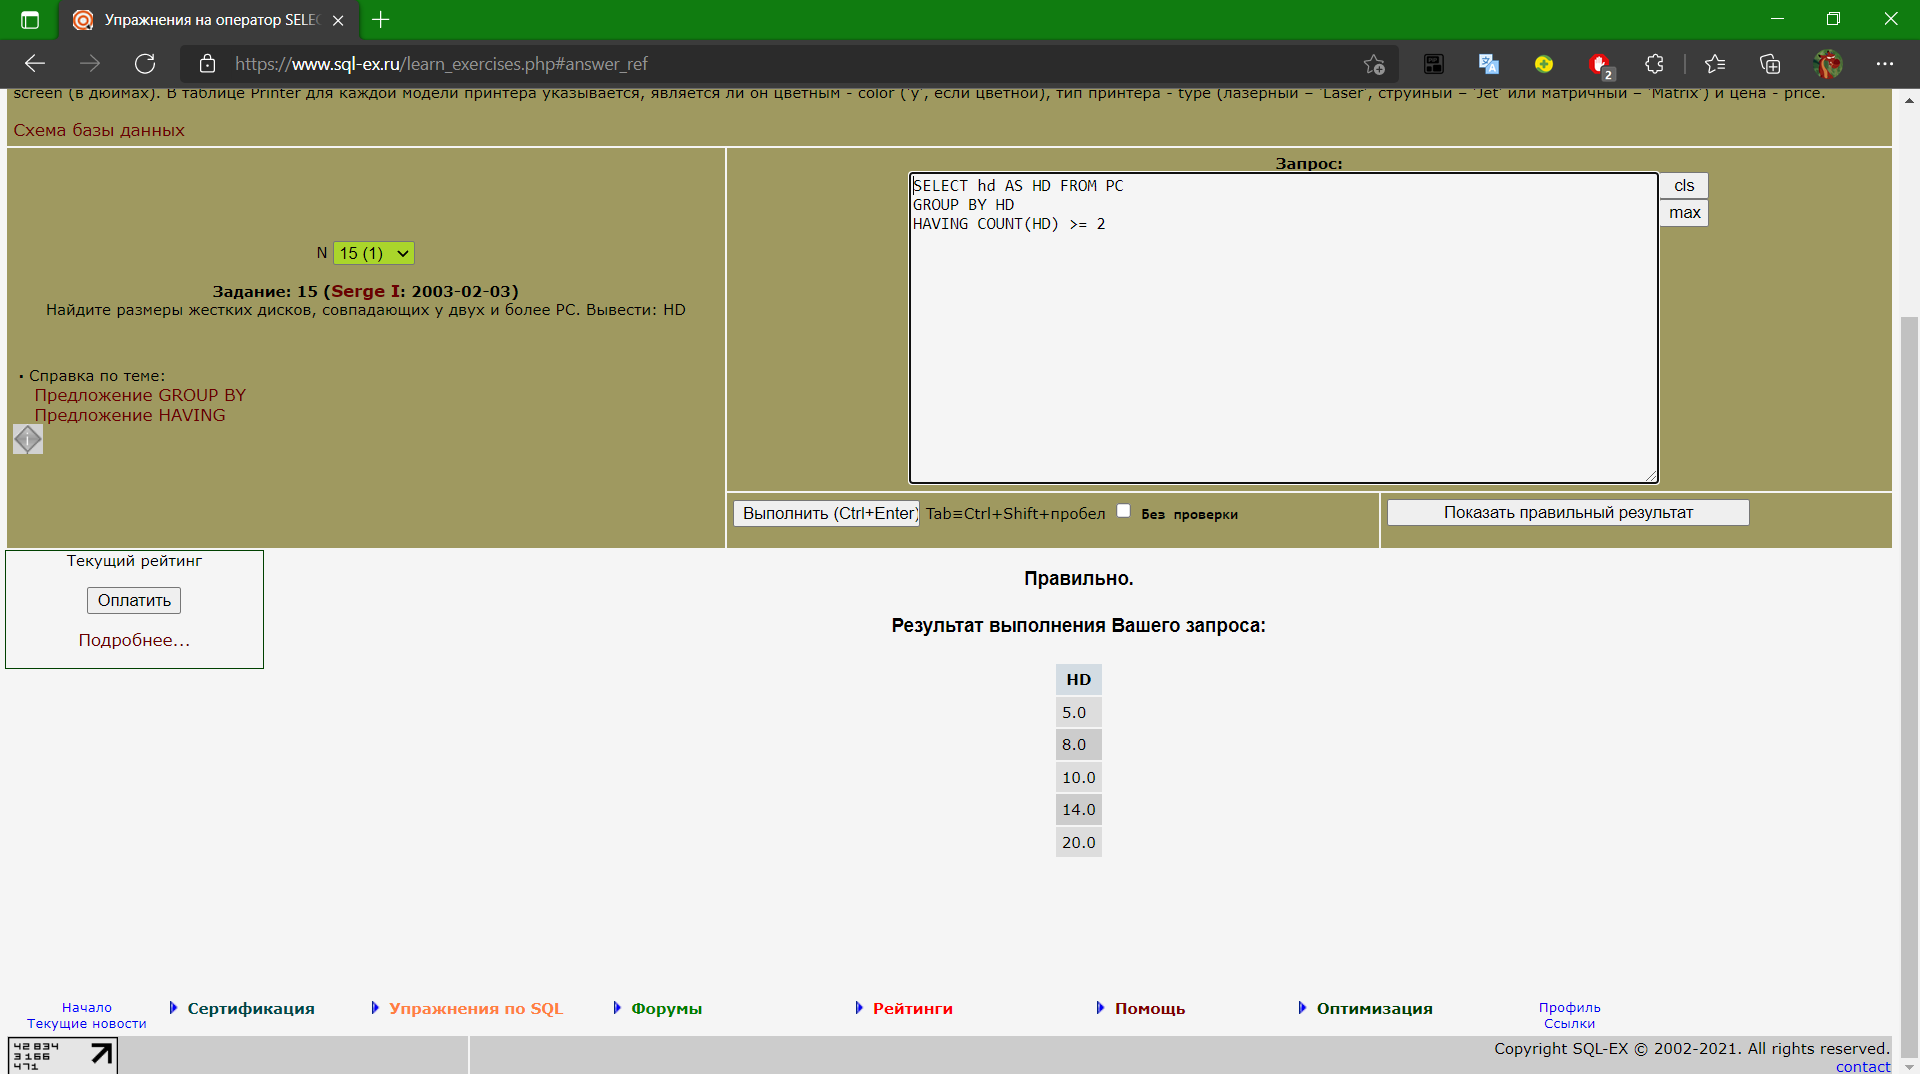 Упражнения на оператор SELEC
https://www.sql-ex.ru/learn_exercises.php#answer_ref
2
screen (в дюймах). В таблице Printer для каждой модели принтера указывается, является ли он цветным - color ('y', если цветной), тип принтера - type (лазерный – 'Laser', струйный – 'Jet' или матричный – 'Matrix') и цена - price.
Схема базы данных
N 15 (1)
Задание: 15 (Serge I: 2003-02-03)
Найдите размеры жестких дисков, совпадающих у двух и более PC. Вывести: HD
· Справка по теме:
Предложение GROUP BY
Предложение HAVING
Запрос:
SELECT hd AS HD FROM PC
GROUP BY HD
HAVING COUNT(HD) >= 2
cls
max
Выполнить (Ctrl+Enter) Tab≡Ctrl+Shift+пробел Без проверки
Показать правильный результат
Текущий рейтинг
Оплатить
Подробнее...
Правильно.
Результат выполнения Вашего запроса:
HD
5.0
8.0
10.0
14.0
20.0
Начало
Текущие новости
Сертификация
Упражнения по SQL
Форумы
Рейтинги
Помощь
Оптимизация
Профиль
Ссылки
42 834
3 166
471
Copyright SQL-EX © 2002-2021. All rights reserved.
contact